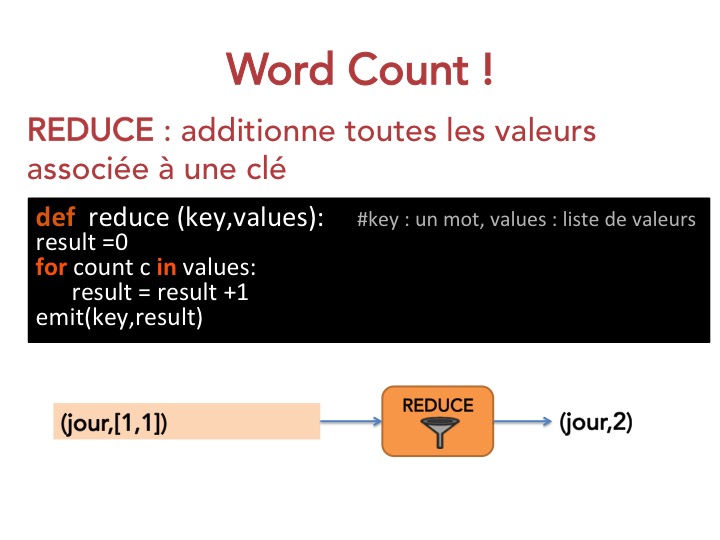 Word Count !
REDUCE : additionne toutes les valeurs
associée à une clé
def reduce (key,values): #key : un mot, values : liste de valeurs
result =0
for count c in values:
result = result +1
emit(key,result)
(jour,[1,1])
REDUCE
(jour,2)